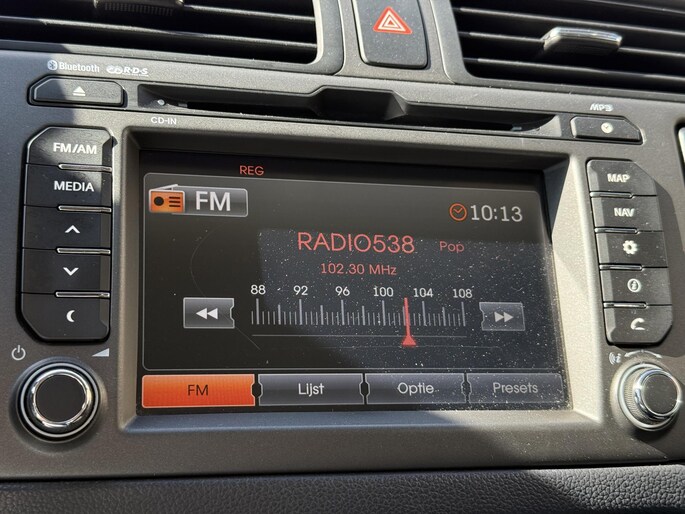 Bluetooth R·D·S
CD-IN
MP3
FM/AM
MEDIA
MAP
NAV
REG
FM
10:13
RADIO538 Pop
102.30 MHz
88 92 96 100 104 108
FM Lijst Optie Presets